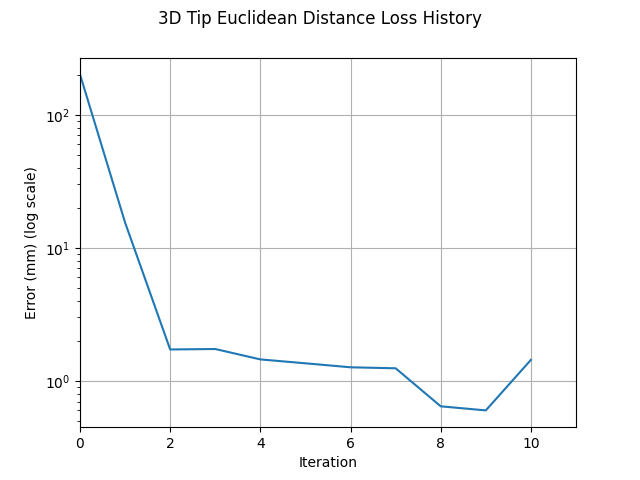 3D Tip Euclidean Distance Loss History
10²
10¹
10⁰
Error (mm) (log scale)
0 2 4 6 8 10
Iteration